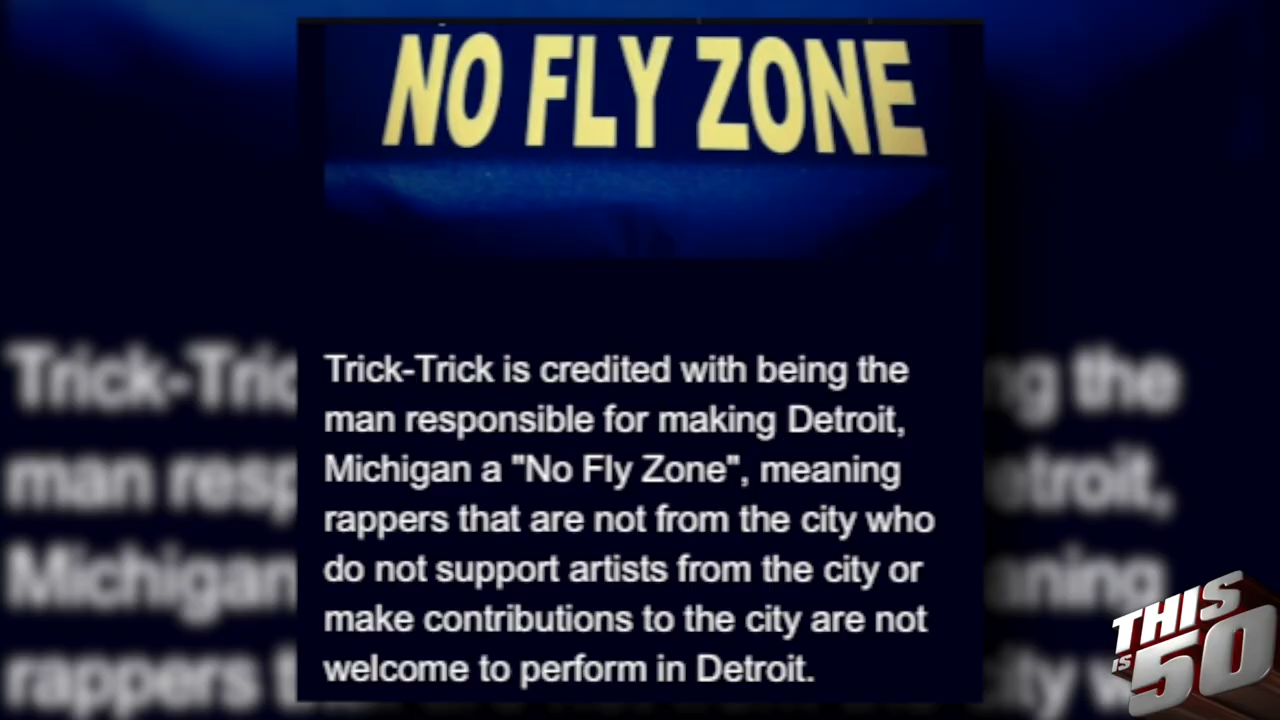 NO FLY ZONE
Trick-Trick is credited with being the
man responsible for making Detroit,
Michigan a "No Fly Zone", meaning
rappers that are not from the city who
do not support artists from the city or
make contributions to the city are not
welcome to perform in Detroit.
THIS
IS 50